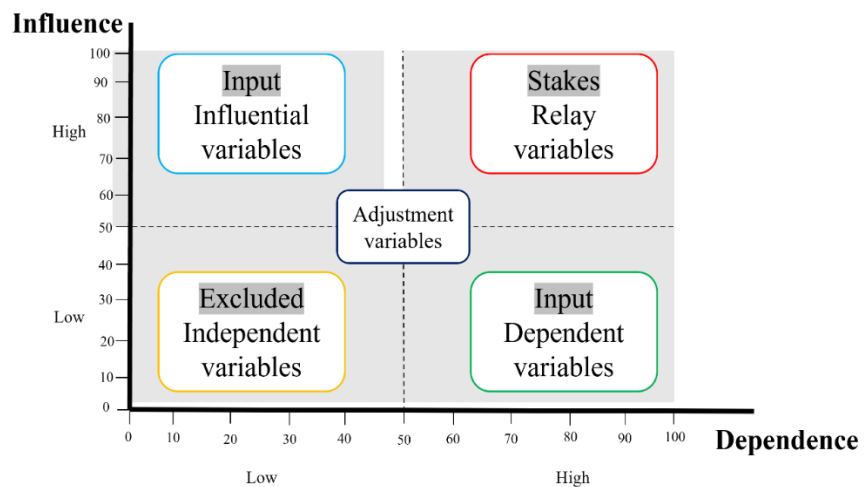 Influence
100
90
80
High
70
60
50
40
30
Low
20
10
0
Input
Influential
variables
Stakes
Relay
variables
Adjustment
variables
Excluded
Independent
variables
Input
Dependent
variables
0 10 20 30 40 50 60 70 80 90 100
Dependence
Low High